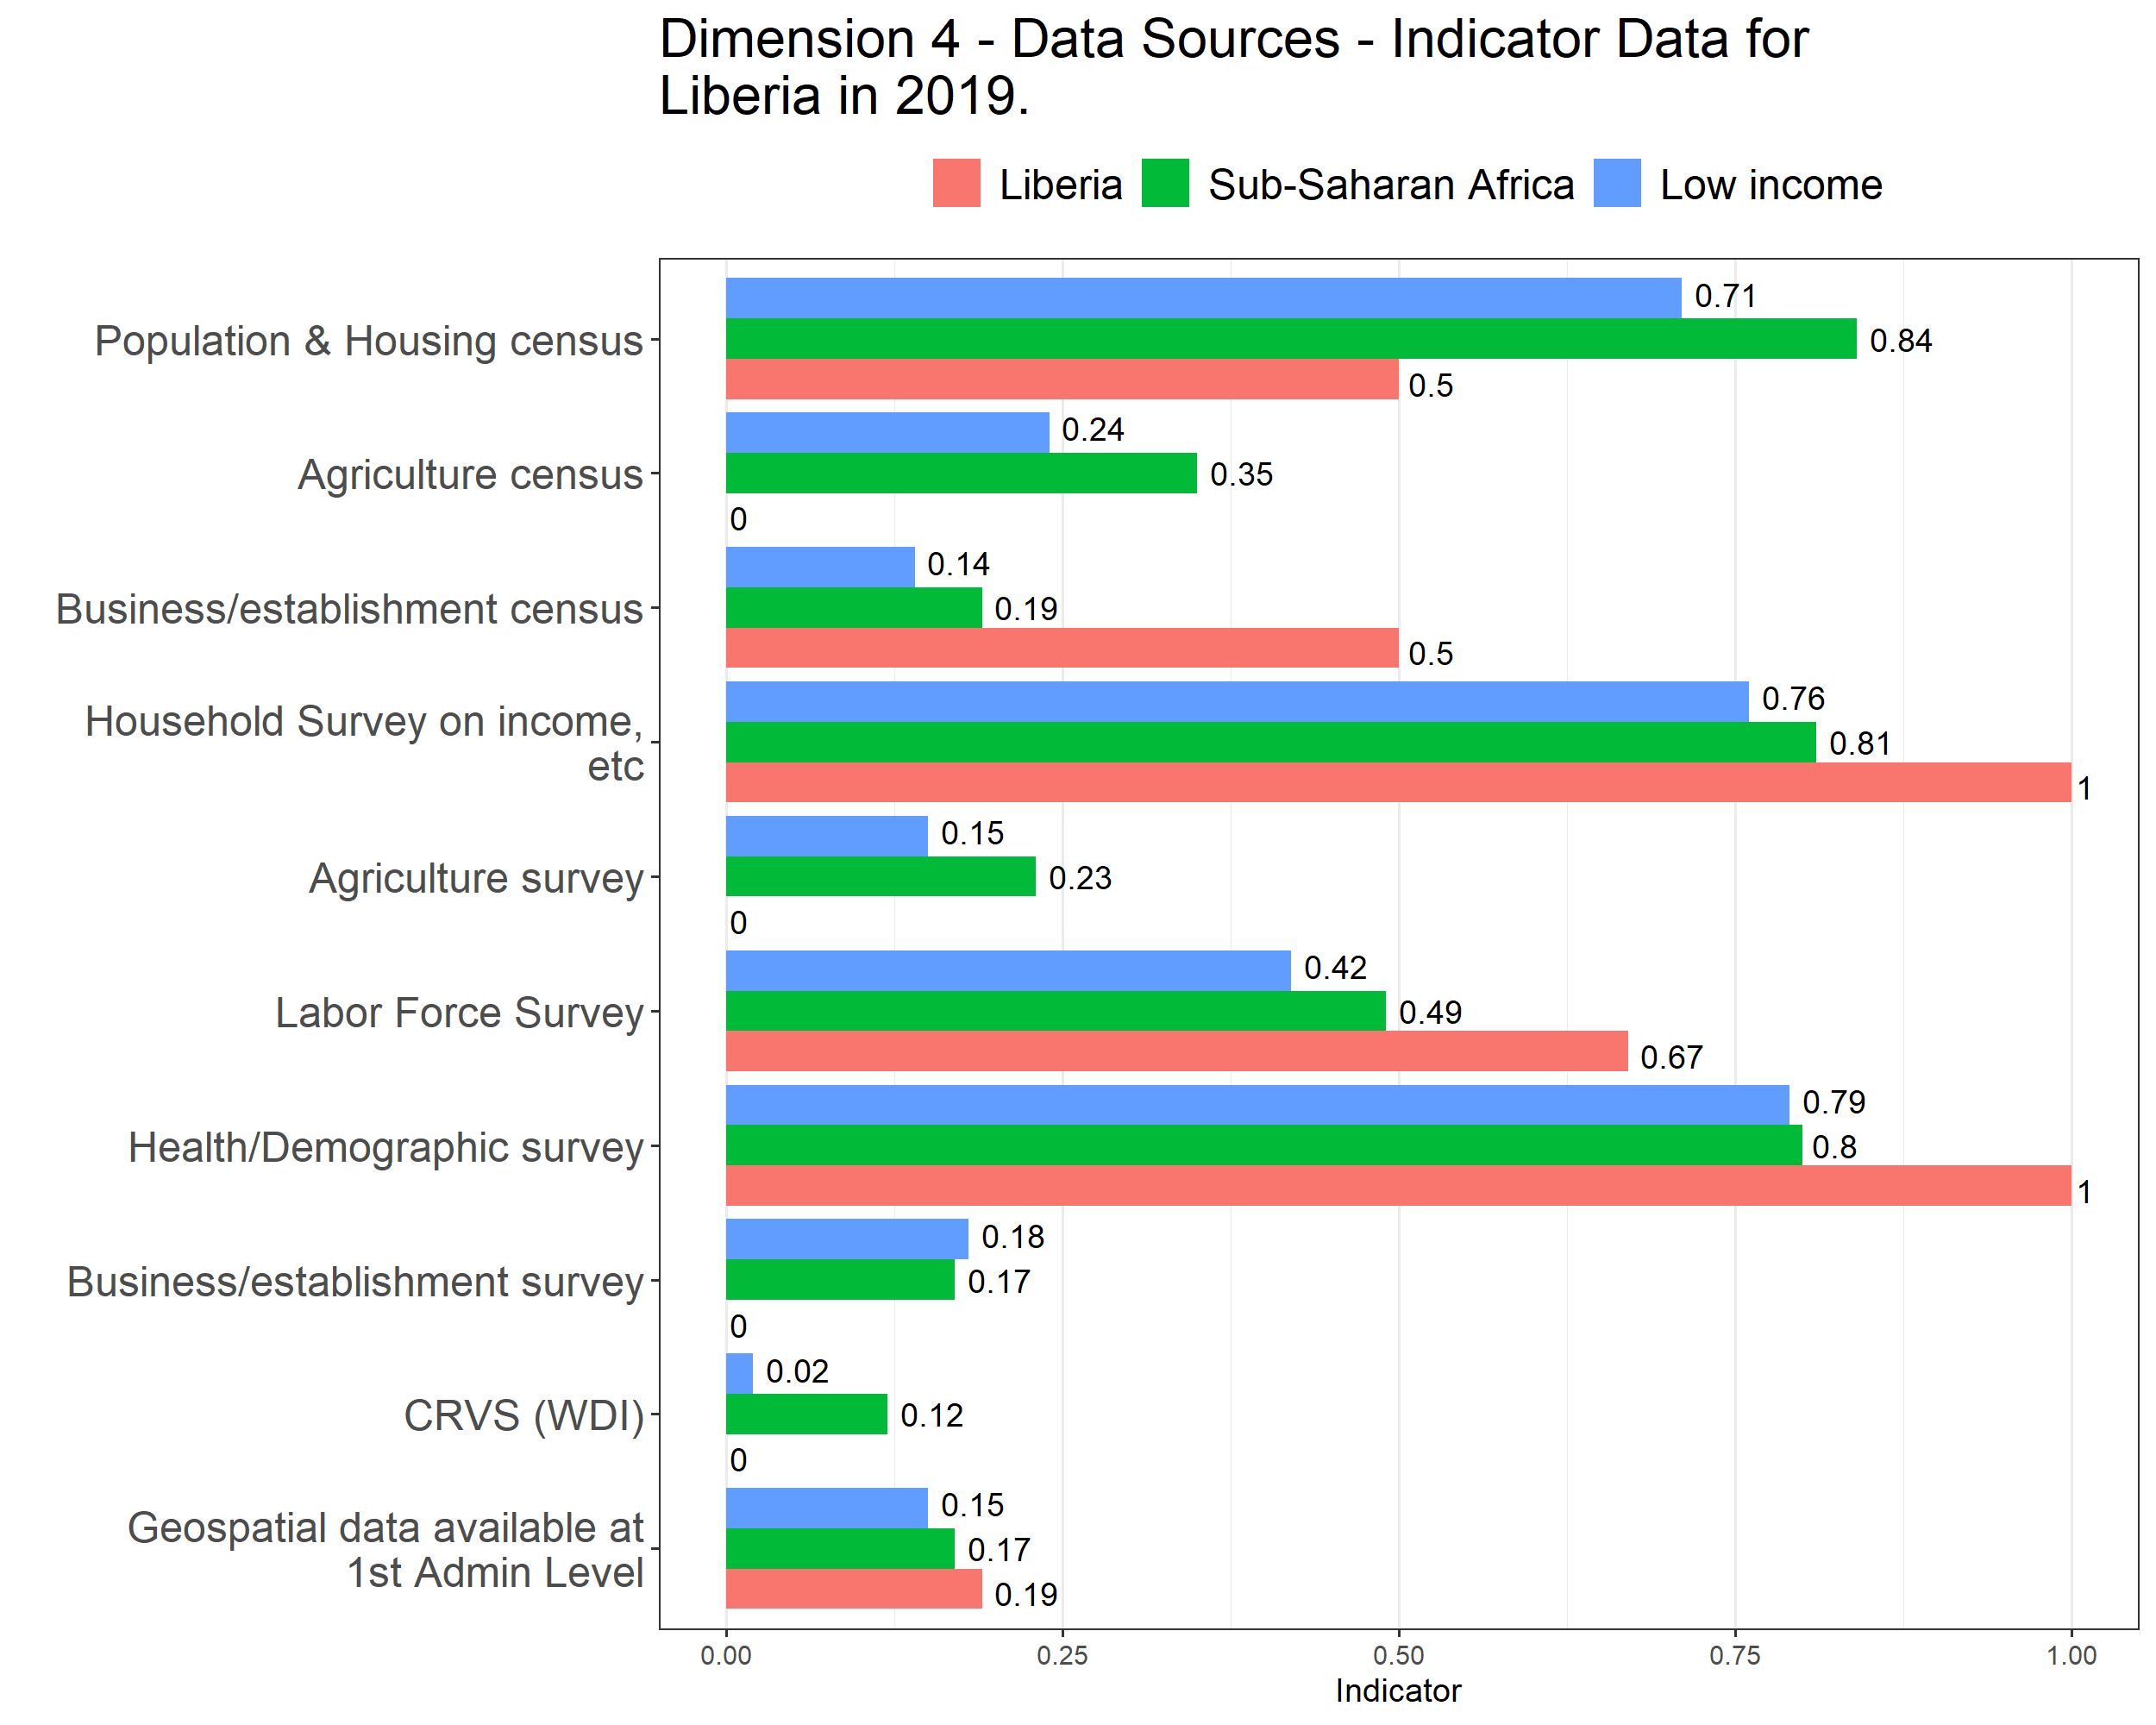 Dimension 4 - Data Sources - Indicator Data for
Liberia in 2019.
Liberia Sub-Saharan Africa Low income
Population & Housing census
0.71
0.84
0.5
Agriculture census
0.24
0.35
0
Business/establishment census
0.14
0.19
0.5
Household Survey on income,
etc
0.76
0.81
1
Agriculture survey
0.15
0.23
0
Labor Force Survey
0.42
0.49
0.67
Health/Demographic survey
0.79
0.8
1
Business/establishment survey
0.18
0.17
0
CRVS (WDI)
0.02
0.12
0
Geospatial data available at
1st Admin Level
0.15
0.17
0.19
0.00 0.25 0.50 0.75 1.00
Indicator